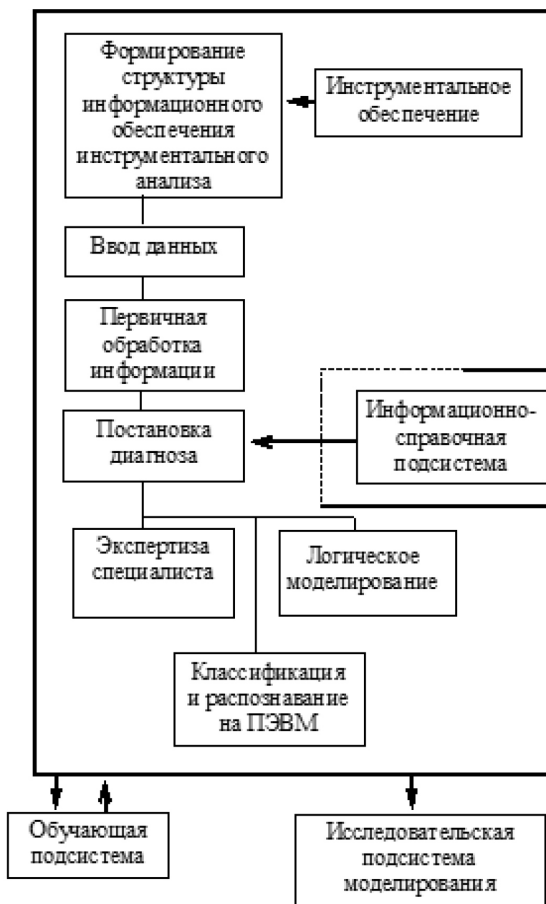 Формирование
структуры
информационного
обеспечения
инструментального
анализа
Инструментальное
обеспечение
Ввод данных
Первичная
обработка
информации
Постановка
диагноза
Информационно-
справочная
подсистема
Экспертиза
специалиста
Логическое
моделирование
Классификация
и распознавание
на ПЭВМ
Обучающая
подсистема
Исследовательская
подсистема
моделирования